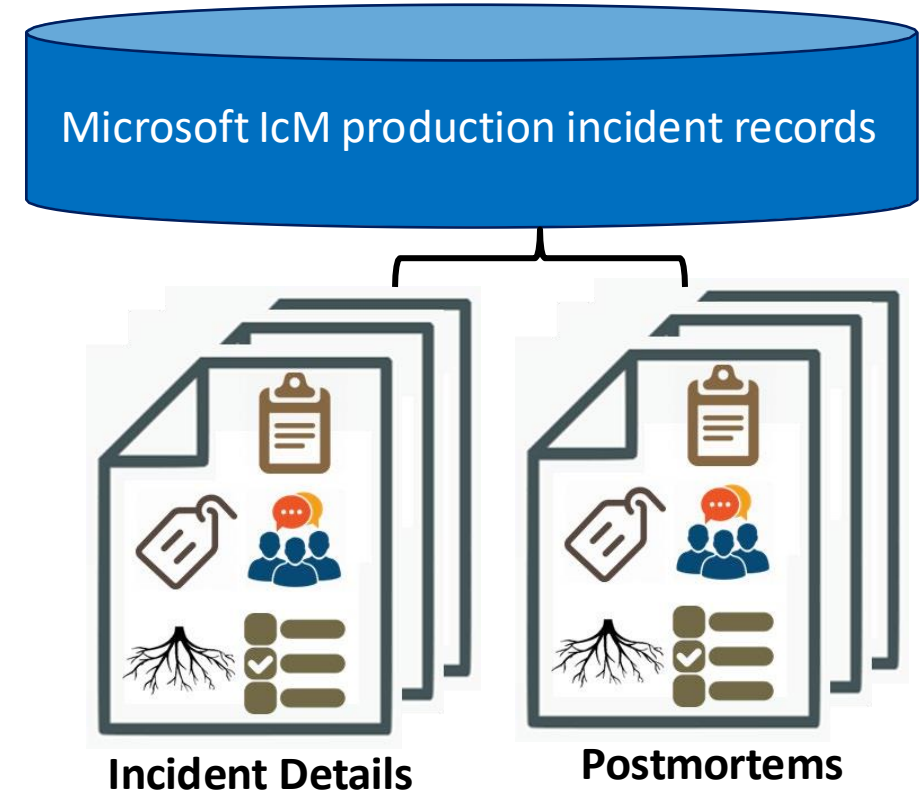 Microsoft IcM production incident records
Incident Details
Postmortems